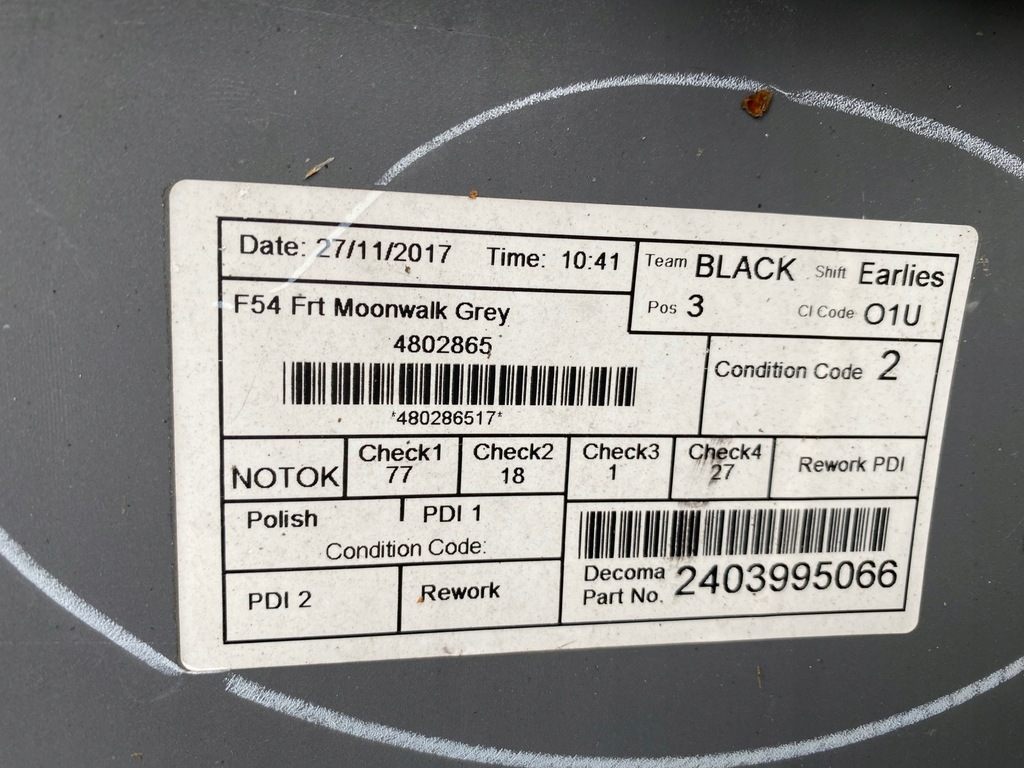 Date: 27/11/2017 Time: 10:41
Team BLACK Shift Earlies
Pos 3 CI Code O1U
F54 Frt Moonwalk Grey
4802865
*480286517*
Condition Code 2
NOTOK
Check1
77
Check2
18
Check3
1
Check4
27
Rework PDI
Polish PDI 1
Condition Code:
PDI 2 Rework
Decoma
Part No. 2403995066